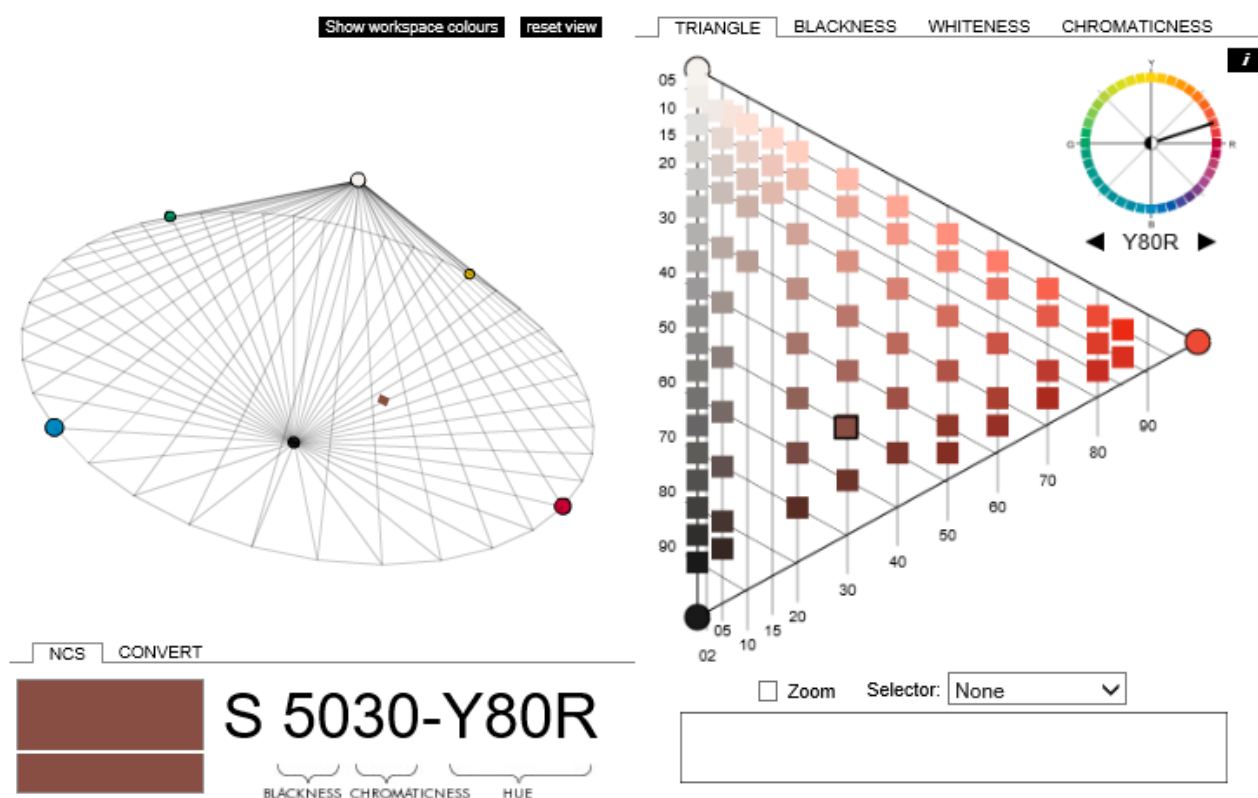 Show workspace colours reset view
TRIANGLE BLACKNESS WHITENESS CHROMATICNESS
i
05
10
15
20
30
40
50
60
70
80
90
Y
G
R
B
Y80R
90
80
70
60
50
40
30
20
15
10
05
02
NCS CONVERT
S 5030-Y80R
BLACKNESS CHROMATICNESS HUE
Zoom Selector: None